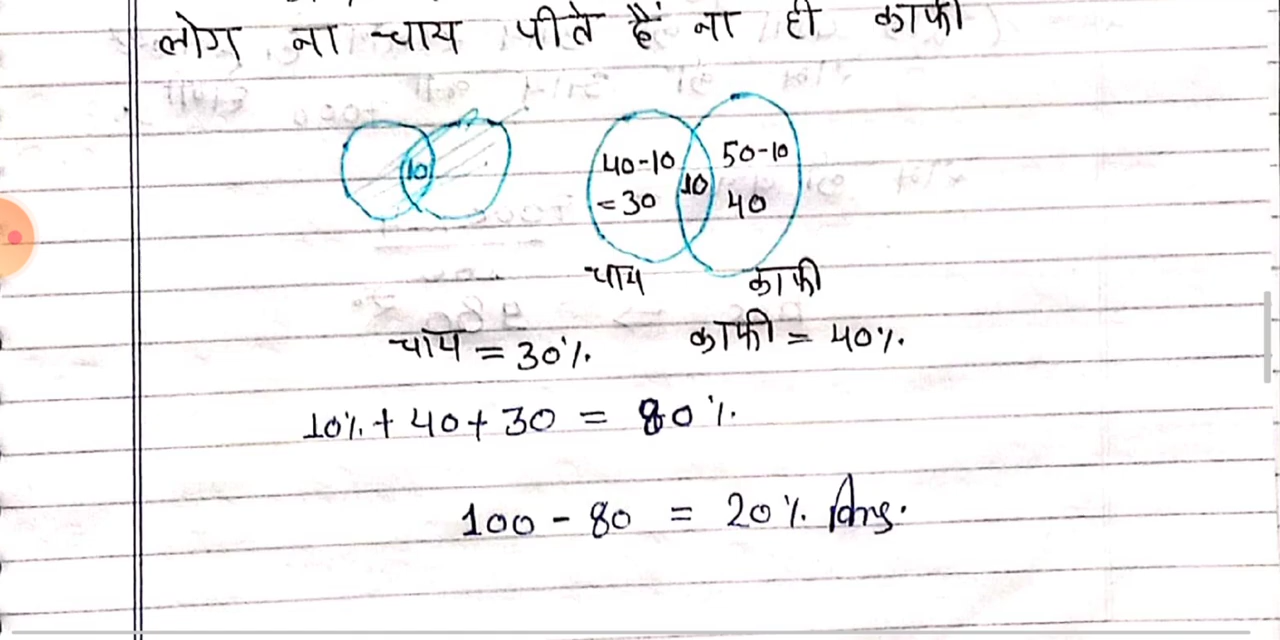 लोग ना चाय पीते हैं ना ही काफी
10
40-10
= 30
10
50-10
40
चाय
काफी
चाय = 30%.
काफी = 40%.
10% + 40 + 30 = 80%.
100 - 80 = 20%. Ans.